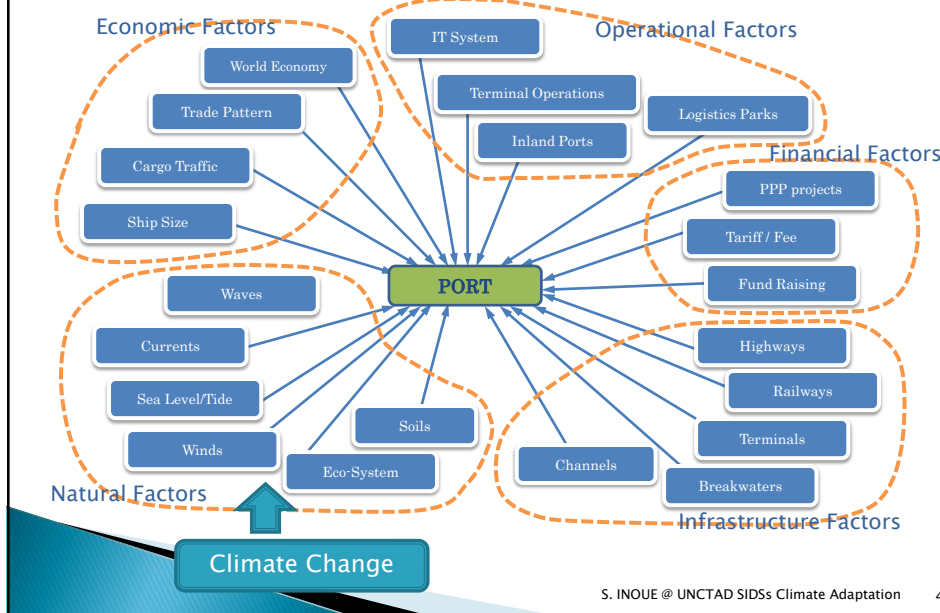 Economic Factors
World Economy
Trade Pattern
Cargo Traffic
Ship Size
Operational Factors
IT System
Terminal Operations
Inland Ports
Logistics Parks
Financial Factors
PPP projects
Tariff / Fee
Fund Raising
PORT
Waves
Currents
Sea Level/Tide
Winds
Eco-System
Soils
Natural Factors
Highways
Railways
Terminals
Breakwaters
Channels
Infrastructure Factors
Climate Change
S. INOUE @ UNCTAD SIDSs Climate Adaptation 4